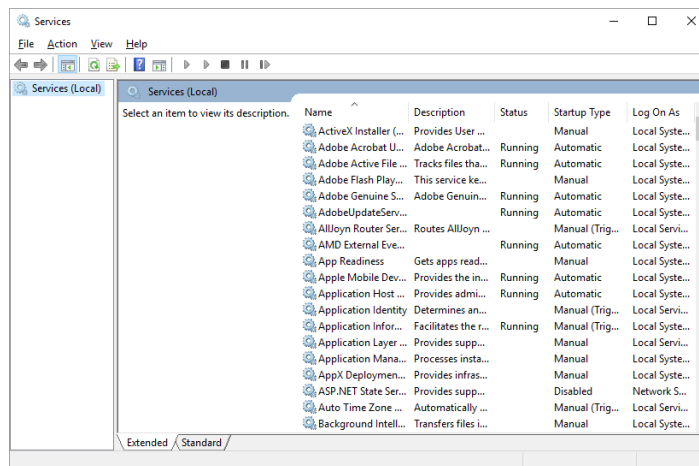 Services
File Action View Help
Services (Local)
Services (Local)
Select an item to view its description.
Name Description Status Startup Type Log On As
ActiveX Installer (... Provides User ... Manual Local Syste...
Adobe Acrobat U... Adobe Acrobat... Running Automatic Local Syste...
Adobe Active File ... Tracks files tha... Running Automatic Local Syste...
Adobe Flash Play... This service ke... Manual Local Syste...
Adobe Genuine S... Adobe Genuin... Running Automatic Local Syste...
AdobeUpdateServ... Running Automatic Local Syste...
AllJoyn Router Ser... Routes AllJoyn ... Manual (Trig... Local Servi...
AMD External Eve... Running Automatic Local Syste...
App Readiness Gets apps read... Manual Local Syste...
Apple Mobile Dev... Provides the in... Running Automatic Local Syste...
Application Host ... Provides admi... Running Automatic Local Syste...
Application Identity Determines an... Manual (Trig... Local Servi...
Application Infor... Facilitates the r... Running Manual (Trig... Local Syste...
Application Layer ... Provides supp... Manual Local Servi...
Application Mana... Processes insta... Manual Local Syste...
AppX Deploymen... Provides infras... Manual Local Syste...
ASP.NET State Ser... Provides supp... Disabled Network S...
Auto Time Zone ... Automatically ... Manual (Trig... Local Servi...
Background Intell... Transfers files i... Manual Local Syste...
Extended Standard